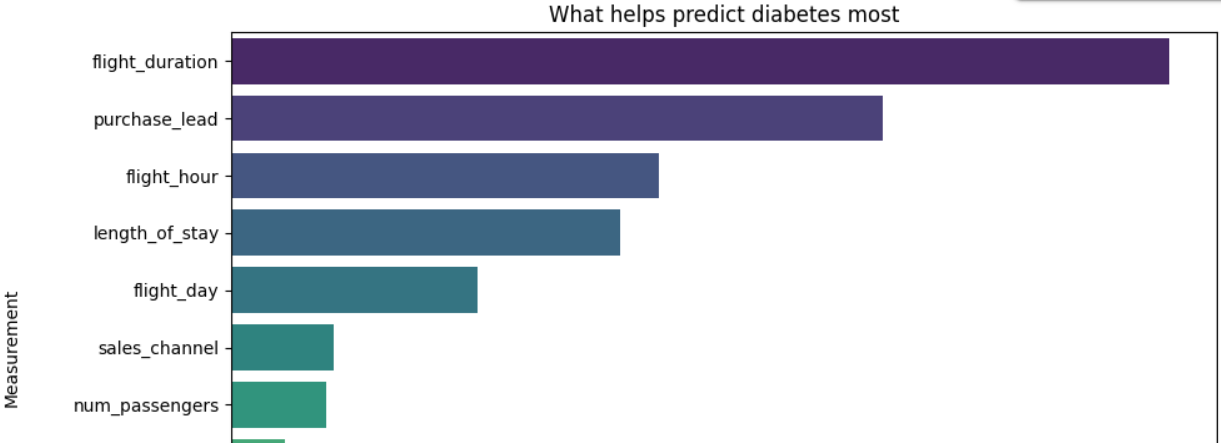 What helps predict diabetes most
flight_duration
purchase_lead
flight_hour
length_of_stay
flight_day
sales_channel
num_passengers
Measurement